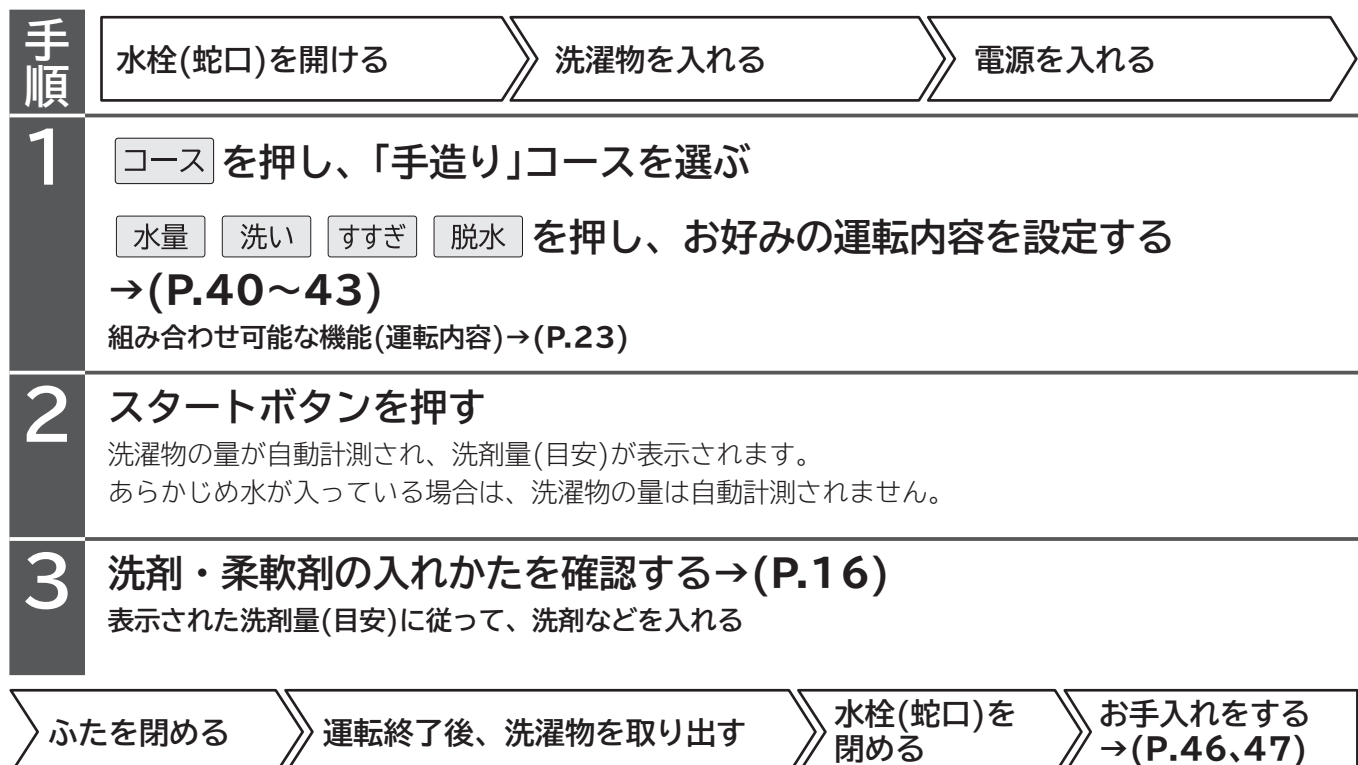 手順
水栓(蛇口)を開ける
洗濯物を入れる
電源を入れる
1
コース を押し、「手造り」コースを選ぶ
水量 洗い すすぎ 脱水 を押し、お好みの運転内容を設定する
→(P.40〜43)
組み合わせ可能な機能(運転内容)→(P.23)
2
スタートボタンを押す
洗濯物の量が自動計測され、洗剤量(目安)が表示されます。
あらかじめ水が入っている場合は、洗濯物の量は自動計測されません。
3
洗剤・柔軟剤の入れかたを確認する→(P.16)
表示された洗剤量(目安)に従って、洗剤などを入れる
ふたを閉める
運転終了後、洗濯物を取り出す
水栓(蛇口)を
閉める
お手入れをする
→(P.46、47)